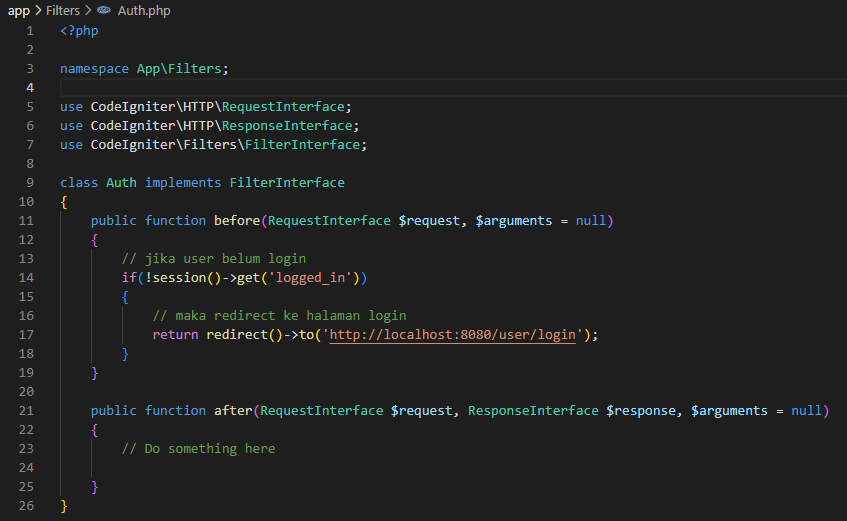 app > Filters > Auth.php
1 <?php
2
3 namespace App\Filters;
4
5 use CodeIgniter\HTTP\RequestInterface;
6 use CodeIgniter\HTTP\ResponseInterface;
7 use CodeIgniter\Filters\FilterInterface;
8
9 class Auth implements FilterInterface
10 {
11     public function before(RequestInterface $request, $arguments = null)
12     {
13         // jika user belum login
14         if(!session()->get('logged_in'))
15         {
16             // maka redirect ke halaman login
17             return redirect()->to('http://localhost:8080/user/login');
18         }
19     }
20
21     public function after(RequestInterface $request, ResponseInterface $response, $arguments = null)
22     {
23         // Do something here
24
25     }
26 }